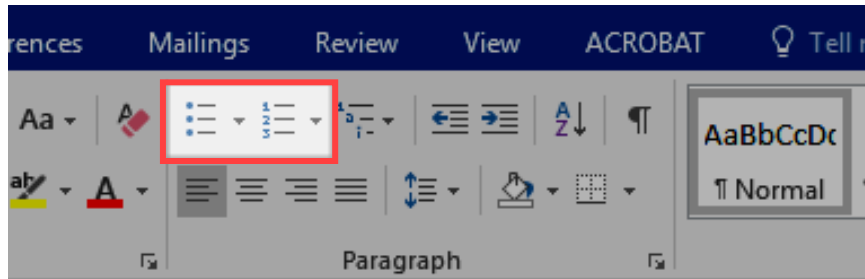 rences Mailings Review View ACROBAT Tell r
Aa AaBbCcDc
¶ Normal
Paragraph